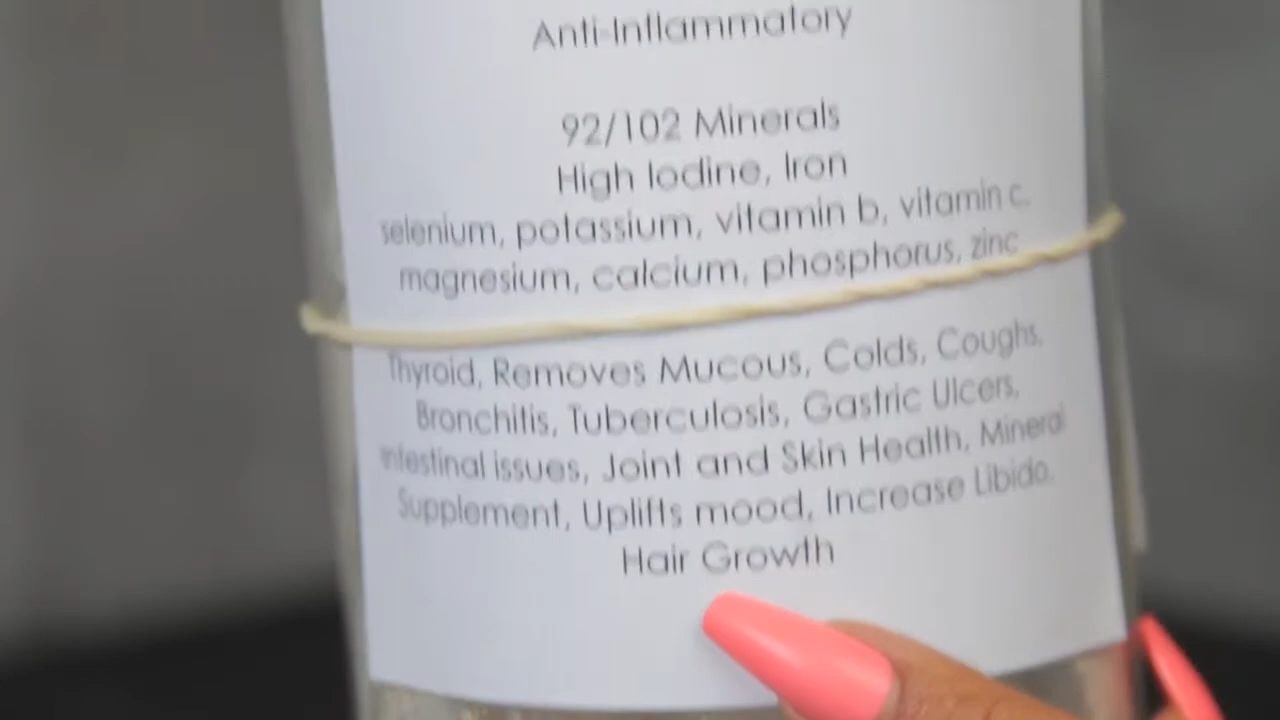 Anti-Inflammatory
92/102 Minerals
High Iodine, Iron
selenium, potassium, vitamin b, vitamin c,
magnesium, calcium, phosphorus, zinc
Thyroid, Removes Mucous, Colds, Coughs,
Bronchitis, Tuberculosis, Gastric Ulcers,
intestinal issues, Joint and Skin Health, Mineral
Supplement, Uplifts mood, Increase Libido,
Hair Growth